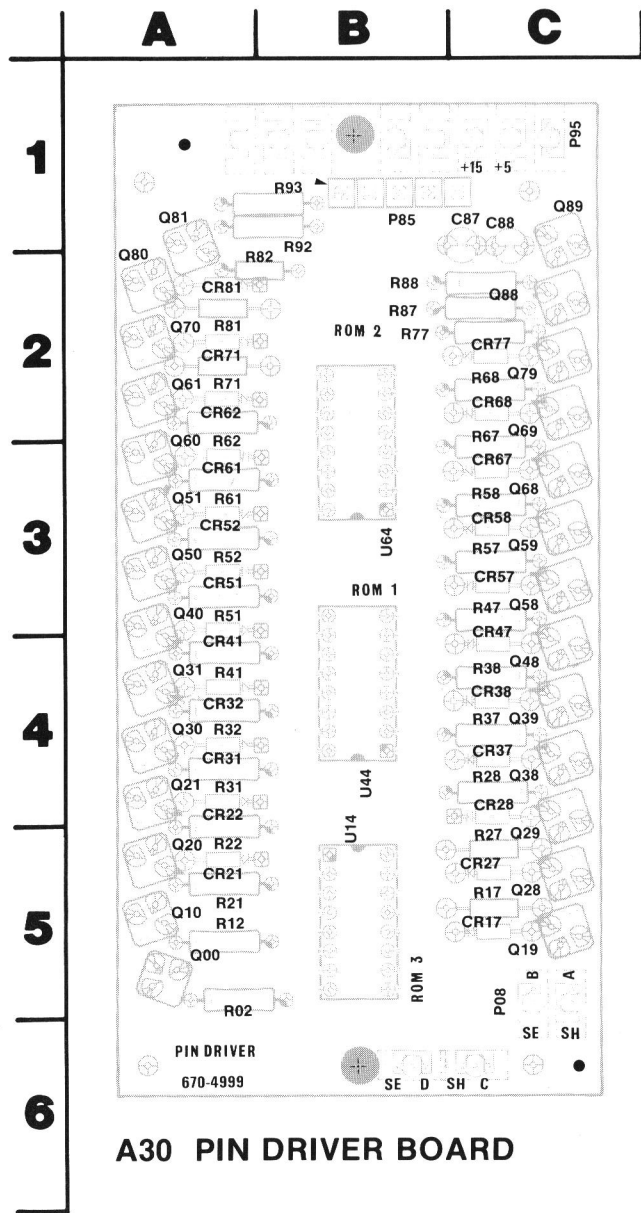 A B C
1
P95
+15 +5
R93
Q81 P85 C87 C88 Q89
R92
Q80 R82
CR81 R88 Q88
R87
2
Q70 R81 ROM 2 R77
CR71 CR77
Q61 R71 R68 Q79
CR62 CR68
Q60 R62 R67 Q69
CR61 CR67
3
Q51 R61 R58 Q68
CR52 CR58
U64
Q50 R52 R57 Q59
CR51 ROM 1 CR57
Q40 R51 R47 Q58
CR41 CR47
4
Q31 R41 R38 Q48
CR32 CR38
Q30 R32 R37 Q39
CR31 CR37
U44
Q21 R31 R28 Q38
CR22 CR28
U14
Q20 R22 R27 Q29
CR21 CR27
5
R21 R17 Q28
Q10 R12 CR17
Q00 Q19
ROM 3
P08 B A
R02
SE SH
PIN DRIVER
670-4999 SE D SH C
6
A30 PIN DRIVER BOARD